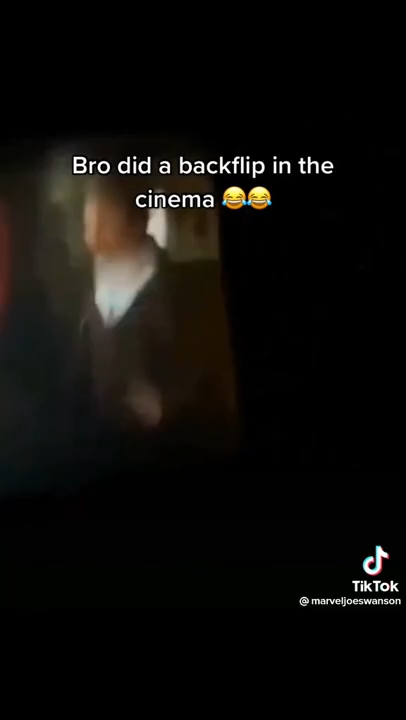 Bro did a backflip in the
cinema 😂😂
TikTok
@ marveljoeswanson